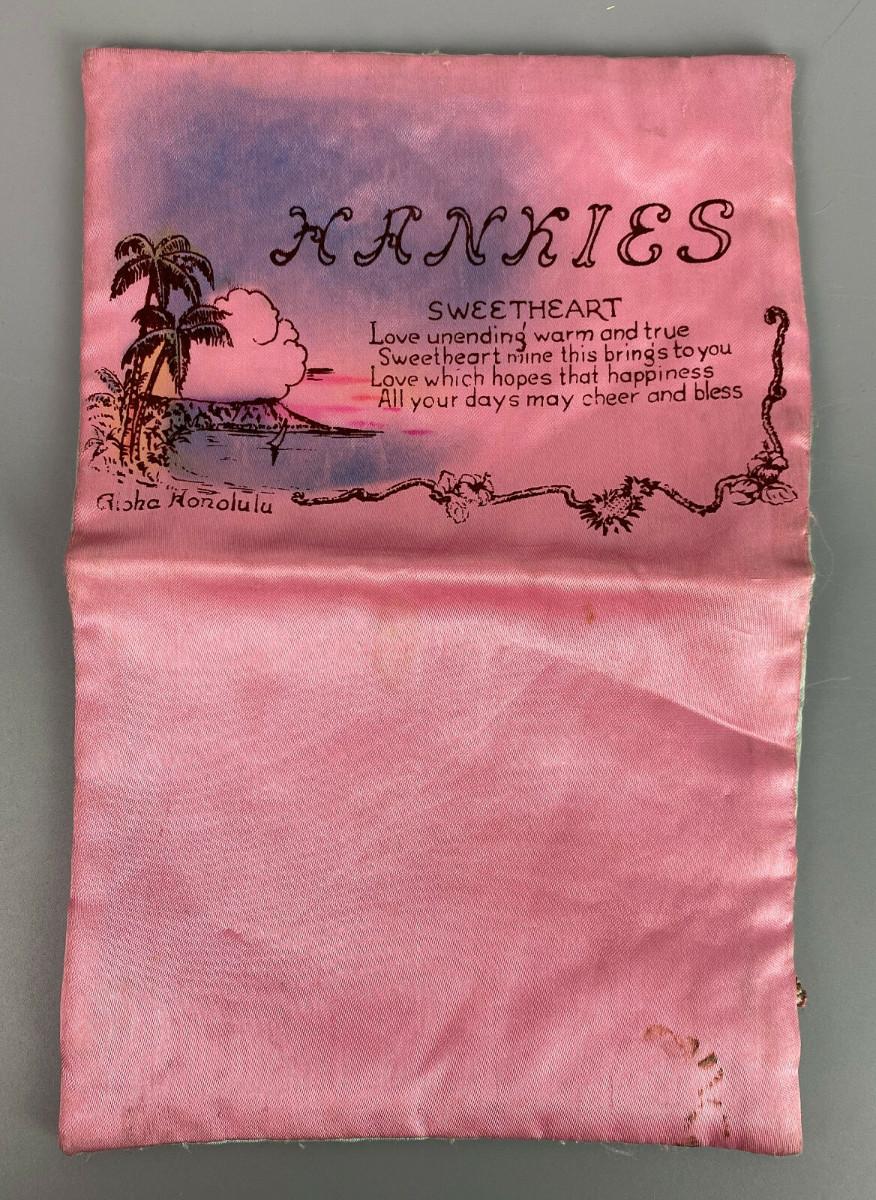 HANKIES
SWEETHEART
Love unending warm and true
Sweetheart mine this brings to you
Love which hopes that happiness
All your days may cheer and bless
Aloha Honolulu